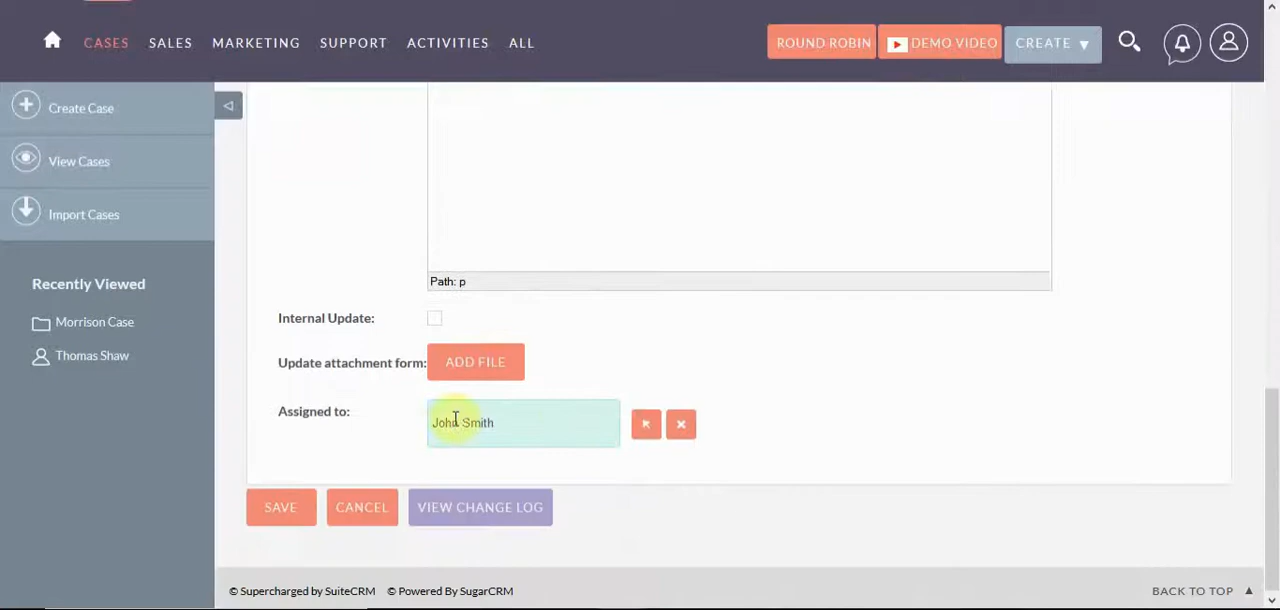 CASES SALES MARKETING SUPPORT ACTIVITIES ALL ROUND ROBIN DEMO VIDEO CREATE ▼
Create Case
View Cases
Import Cases
Recently Viewed
Morrison Case
Thomas Shaw
Path: p
Internal Update:
Update attachment form: ADD FILE
Assigned to: John Smith
SAVE CANCEL VIEW CHANGE LOG
© Supercharged by SuiteCRM © Powered By SugarCRM BACK TO TOP ▲